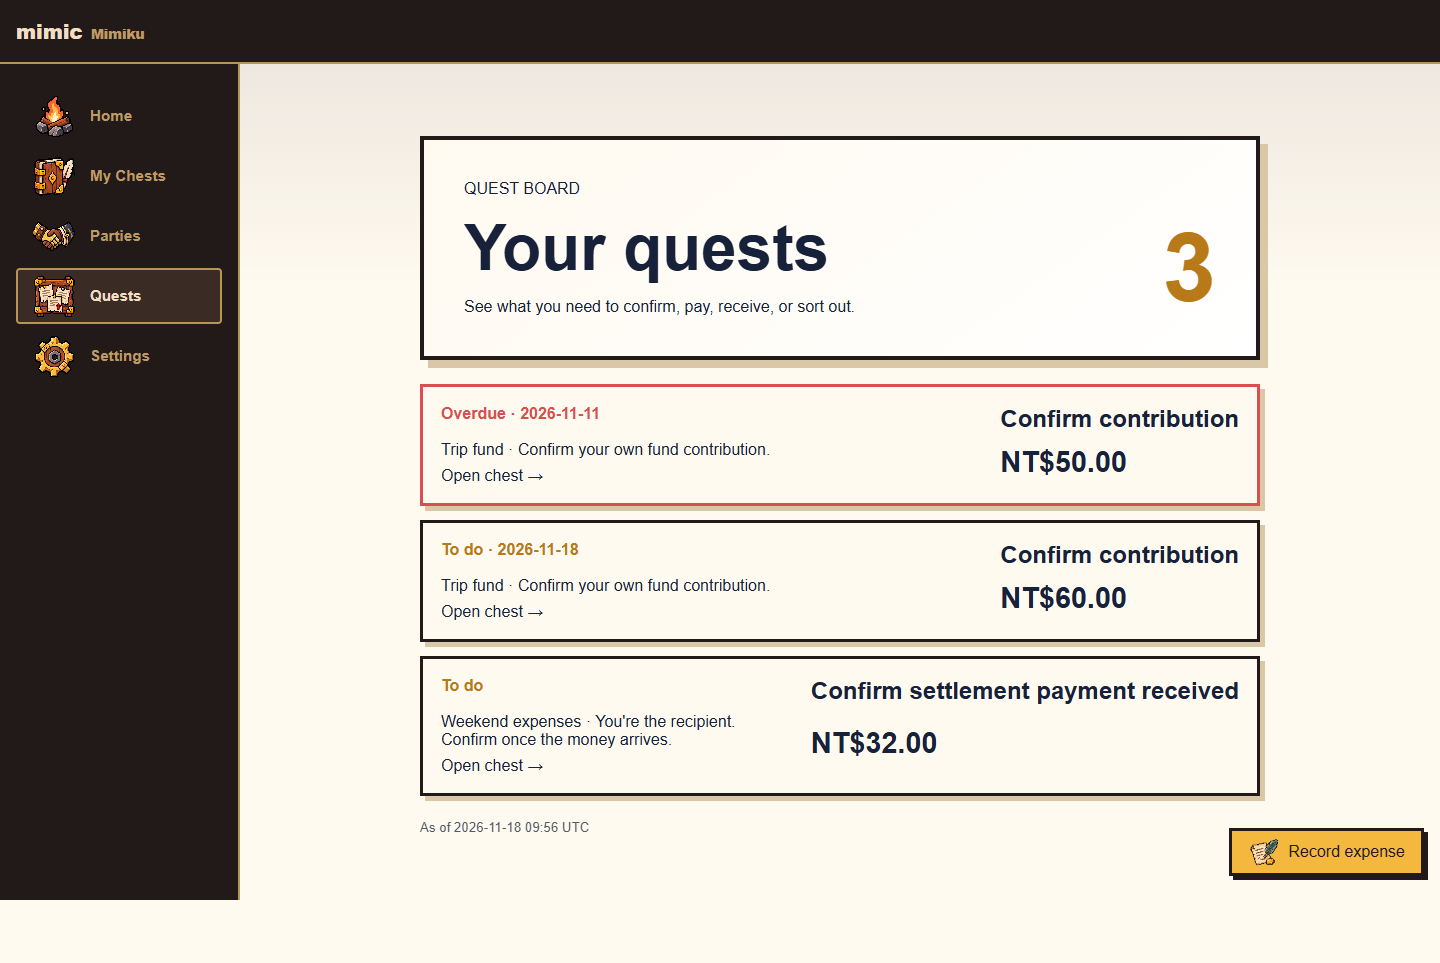 mimic Mimiku
Home
My Chests
Parties
Quests
Settings
QUEST BOARD
Your quests
See what you need to confirm, pay, receive, or sort out.
3
Overdue · 2026-11-11
Trip fund · Confirm your own fund contribution.
Open chest →
Confirm contribution
NT$50.00
To do · 2026-11-18
Trip fund · Confirm your own fund contribution.
Open chest →
Confirm contribution
NT$60.00
To do
Weekend expenses · You're the recipient.
Confirm once the money arrives.
Open chest →
Confirm settlement payment received
NT$32.00
As of 2026-11-18 09:56 UTC
Record expense